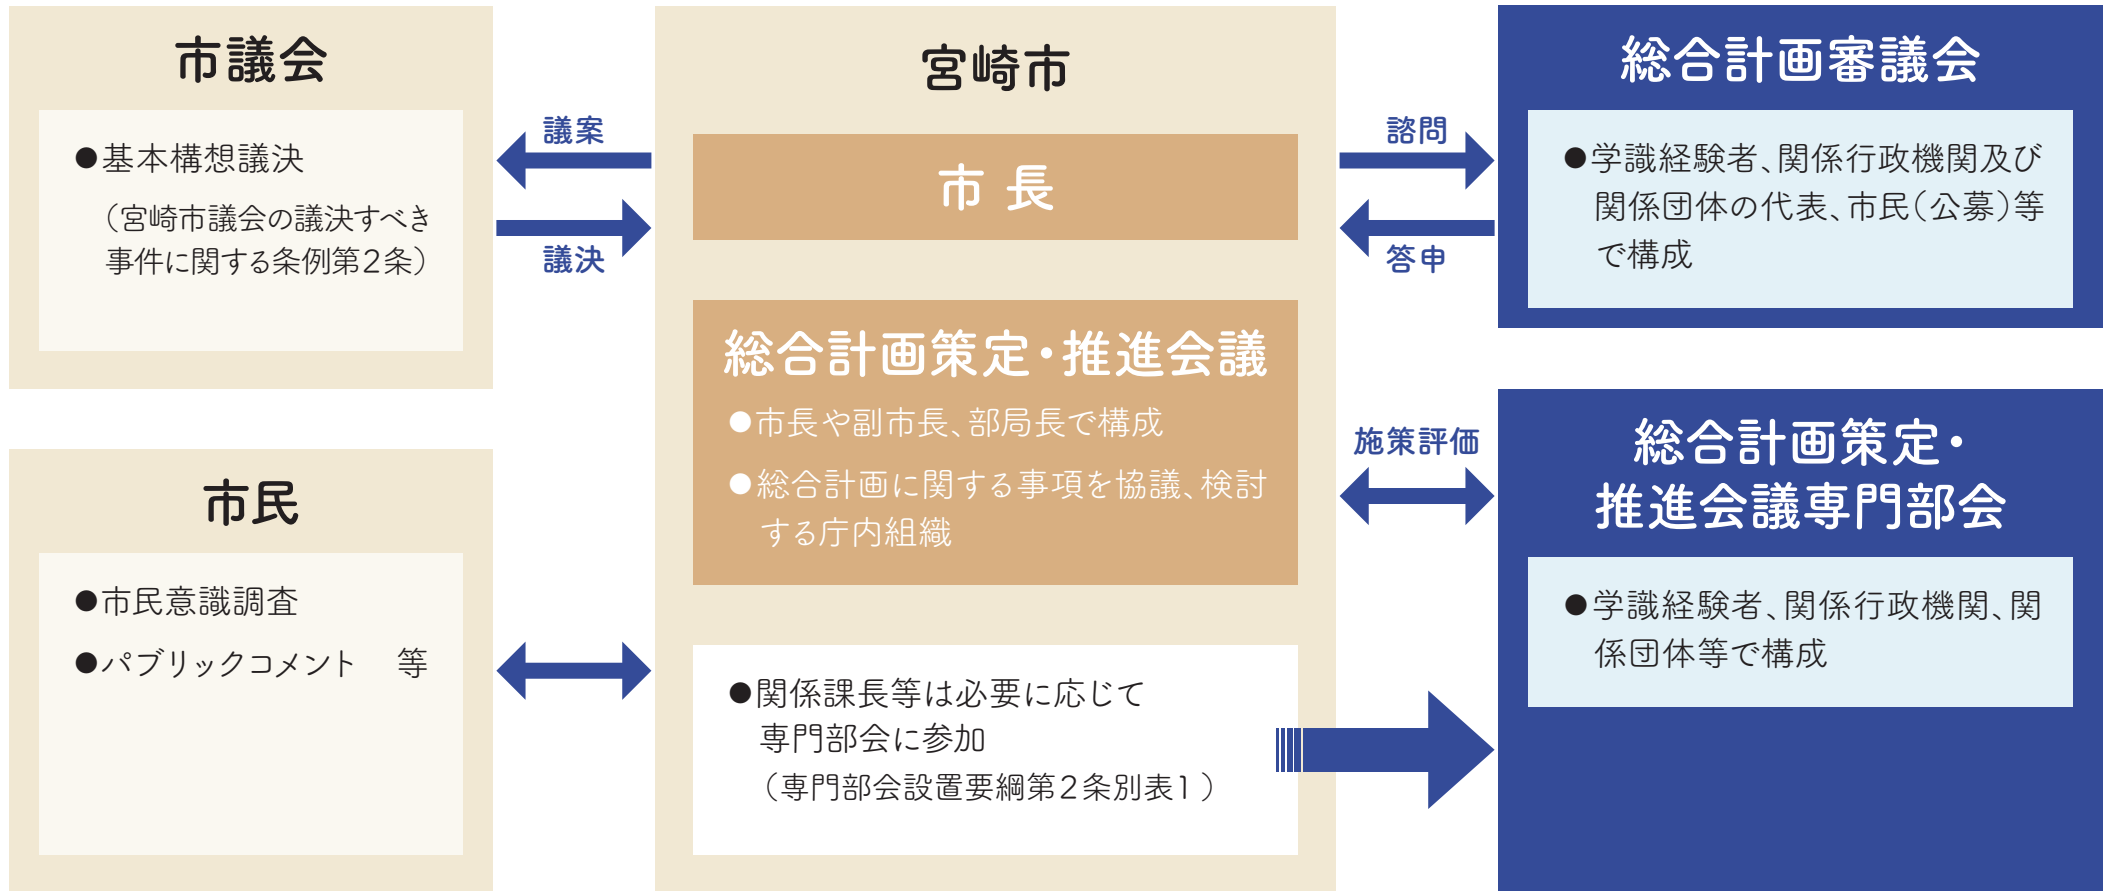 市議会
●基本構想議決
（宮崎市議会の議決すべき
事件に関する条例第2条）
議案
議決
市民
●市民意識調査
●パブリックコメント　等
宮崎市
市 長
総合計画策定・推進会議
●市長や副市長、部局長で構成
●総合計画に関する事項を協議、検討
する庁内組織
●関係課長等は必要に応じて
専門部会に参加
（専門部会設置要綱第2条別表1）
諮問
答申
施策評価
総合計画審議会
●学識経験者、関係行政機関及び
関係団体の代表、市民（公募）等
で構成
総合計画策定・
推進会議専門部会
●学識経験者、関係行政機関、関
係団体等で構成